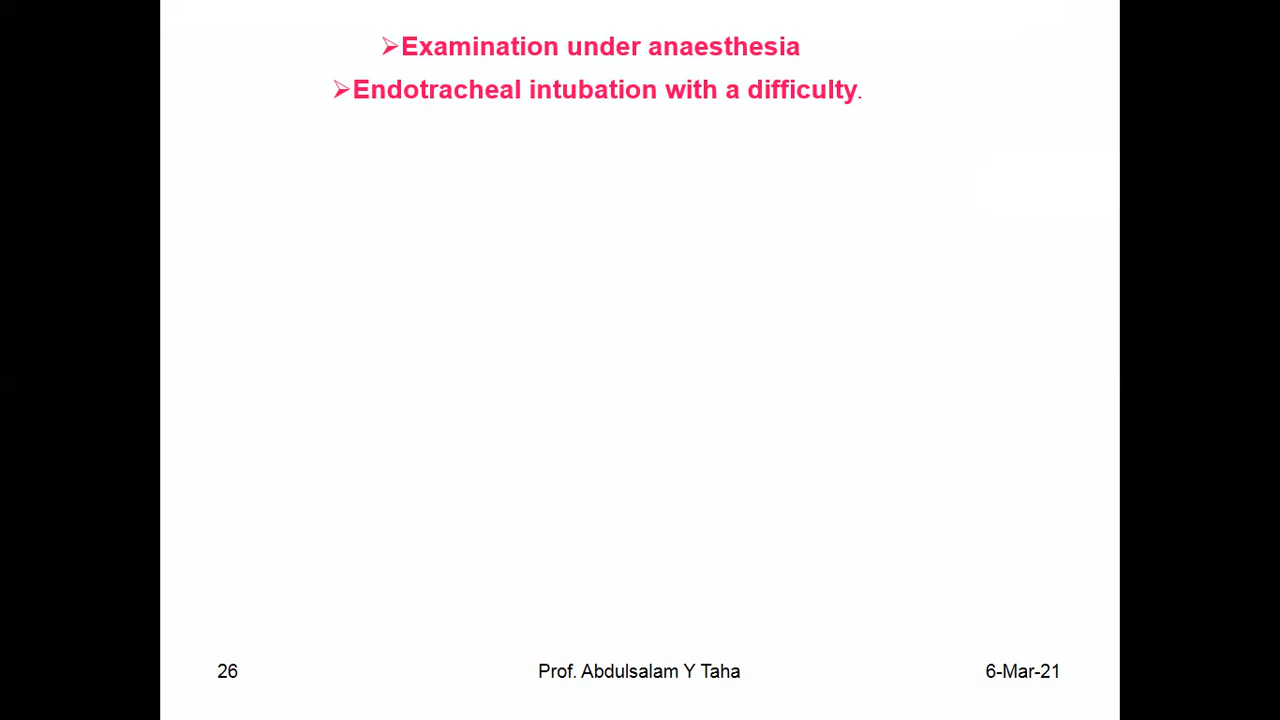 ➢Examination under anaesthesia
➢Endotracheal intubation with a difficulty.
26 Prof. Abdulsalam Y Taha 6-Mar-21